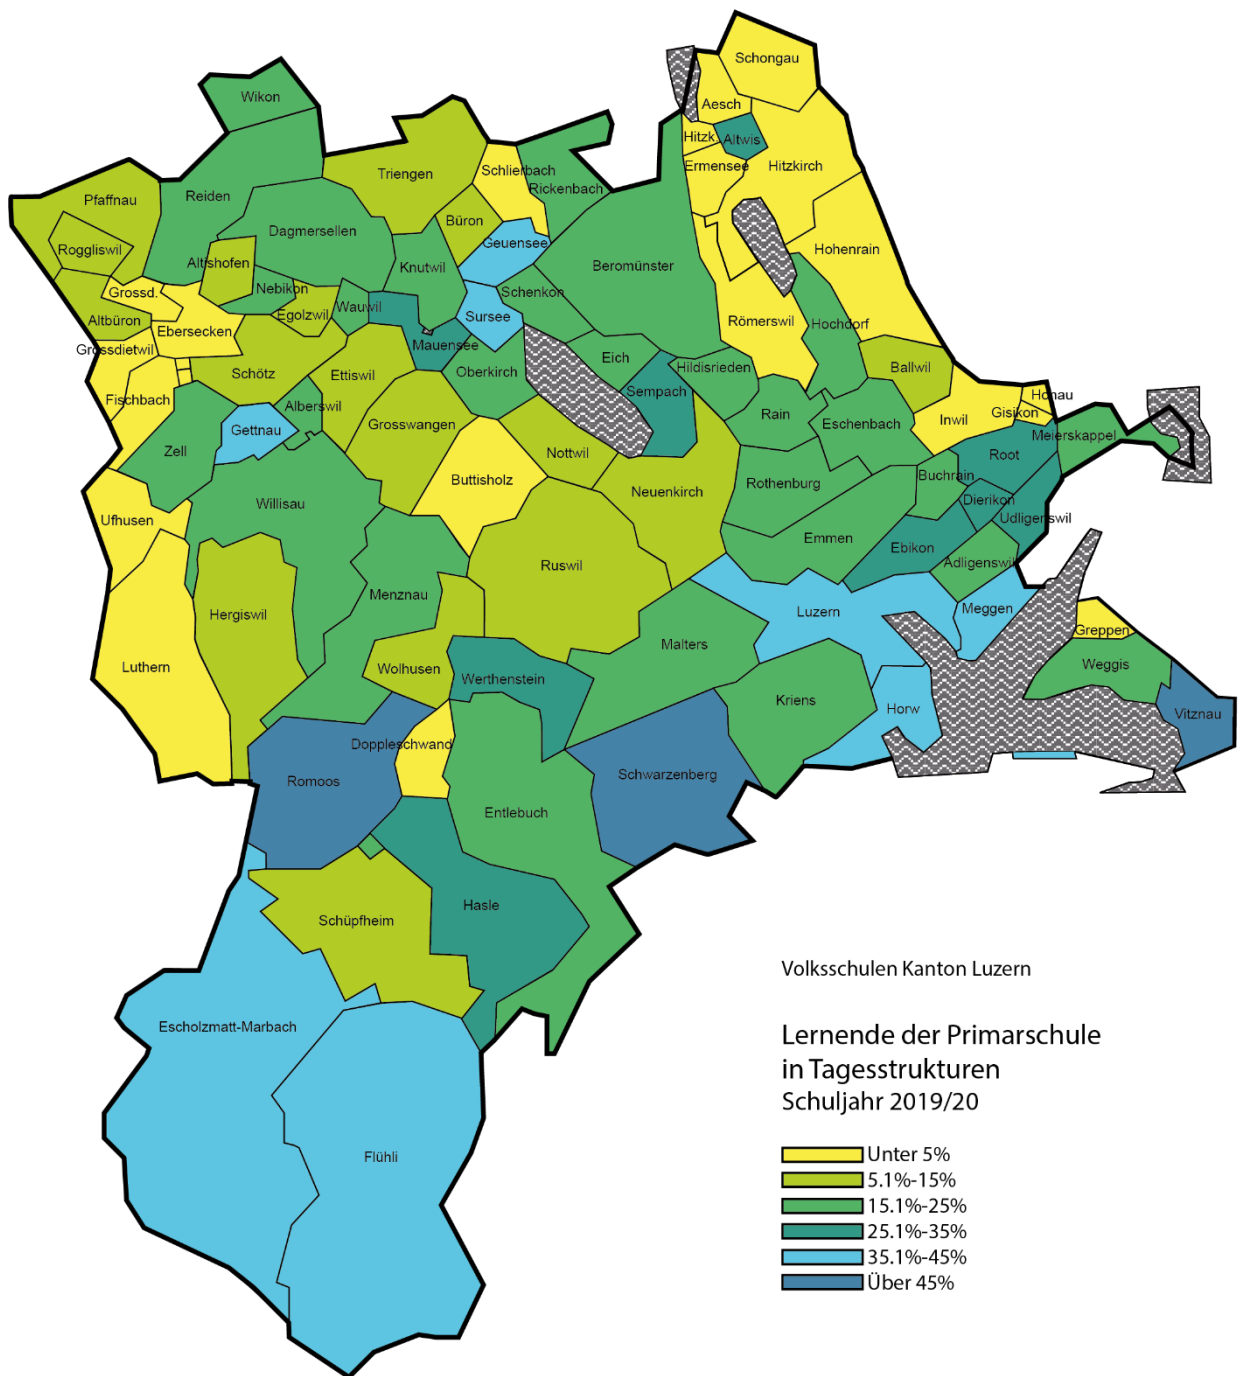 Schongau
Wikon
Aesch
Hitzk.
Altwis
Ermensee
Hitzkirch
Triengen
Schlierbach
Rickenbach
Pfaffnau
Reiden
Büron
Dagmersellen
Geuensee
Roggliswil
Hohenrain
Altishofen
Knutwil
Beromünster
Nebikon
Schenkon
Grossd.
Wauwil
Egolzwil
Sursee
Altbüron
Ebersecken
Römerswil
Hochdorf
Mauensee
Grossdietwil
Eich
Oberkirch
Hildisrieden
Ballwil
Schötz
Ettiswil
Sempach
Fischbach
Honau
Alberswil
Rain
Gisikon
Inwil
Grosswangen
Eschenbach
Gettnau
Meierskappel
Zell
Nottwil
Root
Buchrain
Buttisholz
Rothenburg
Neuenkirch
Dierikon
Willisau
Ufhusen
Udligenswil
Emmen
Ebikon
Ruswil
Adligenswil
Menznau
Meggen
Luzern
Hergiswil
Greppen
Malters
Luthern
Wolhusen
Weggis
Werthenstein
Kriens
Horw
Vitznau
Doppleschwand
Romoos
Schwarzenberg
Entlebuch
Hasle
Schüpfheim
Escholzmatt-Marbach
Flühli
Volksschulen Kanton Luzern
Lernende der Primarschule
in Tagesstrukturen
Schuljahr 2019/20
Unter 5%
5.1%-15%
15.1%-25%
25.1%-35%
35.1%-45%
Über 45%